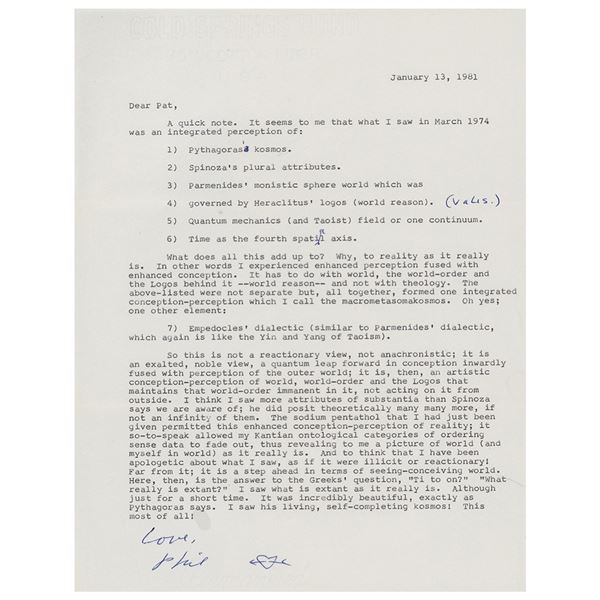 January 13, 1981
Dear Pat,
A quick note. It seems to me that what I saw in March 1974
was an integrated perception of:
1) Pythagoras' kosmos.
2) Spinoza's plural attributes.
3) Parmenides' monistic sphere world which was
4) governed by Heraclitus' logos (world reason). (Valis.)
5) Quantum mechanics (and Taoist) field or one continuum.
6) Time as the fourth spatial axis.
What does all this add up to? Why, to reality as it really
is. In other words I experienced enhanced perception fused with
enhanced conception. It has to do with world, the world-order and
the Logos behind it --world reason-- and not with theology. The
above-listed were not separate but, all together, formed one integrated
conception-perception which I call the macrometasomakosmos. Oh yes;
one other element:
7) Empedocles' dialectic (similar to Parmenides' dialectic,
which again is like the Yin and Yang of Taoism).
So this is not a reactionary view, not anachronistic; it is
an exalted, noble view, a quantum leap forward in conception inwardly
fused with perception of the outer world; it is, then, an artistic
conception-perception of world, world-order and the Logos that
maintains that world-order immanent in it, not acting on it from
outside. I think I saw more attributes of substantia than Spinoza
says we are aware of; he did posit theoretically many many more, if
not an infinity of them. The sodium pentathol that I had just been
given permitted this enhanced conception-perception of reality; it
so-to-speak allowed my Kantian ontological categories of ordering
sense data to fade out, thus revealing to me a picture of world (and
myself in world) as it really is. And to think that I have been
apologetic about what I saw, as if it were illicit or reactionary!
Far from it; it is a step ahead in terms of seeing-conceiving world.
Here, then, is the answer to the Greeks' question, "Ti to on?" "What
really is extant?" I saw what is extant as it really is. Although
just for a short time. It was incredibly beautiful, exactly as
Pythagoras says. I saw his living, self-completing kosmos! This
most of all!
Love,
Phil